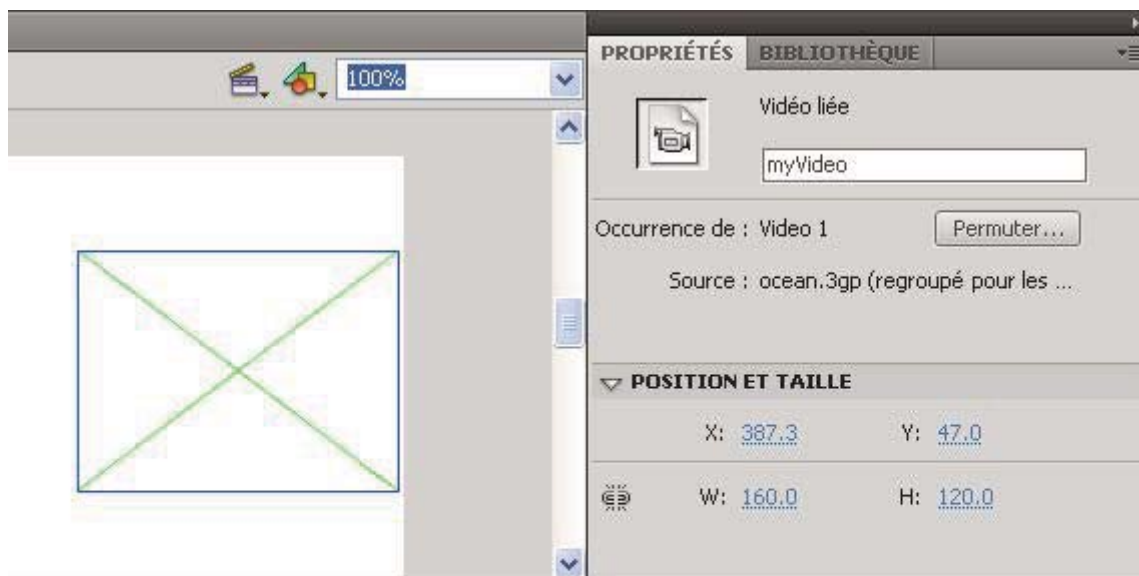 100%
PROPRIÉTÉS BIBLIOTHÈQUE
Vidéo liée
myVideo
Occurrence de : Video 1 Permuter...
Source : ocean.3gp (regroupé pour les ...
POSITION ET TAILLE
X: 387.3 Y: 47.0
W: 160.0 H: 120.0